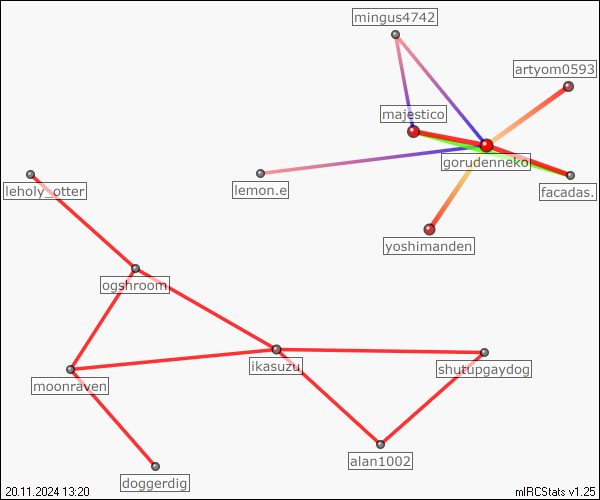 mingus4742
artyom0593
majestico
gorudenneko
leholy_otter
lemon.e
facadas.
yoshimanden
ogshroom
ikasuzu
shutupgaydog
moonraven
alan1002
doggerdig
20.11.2024 13:20
mIRCStats v1.25